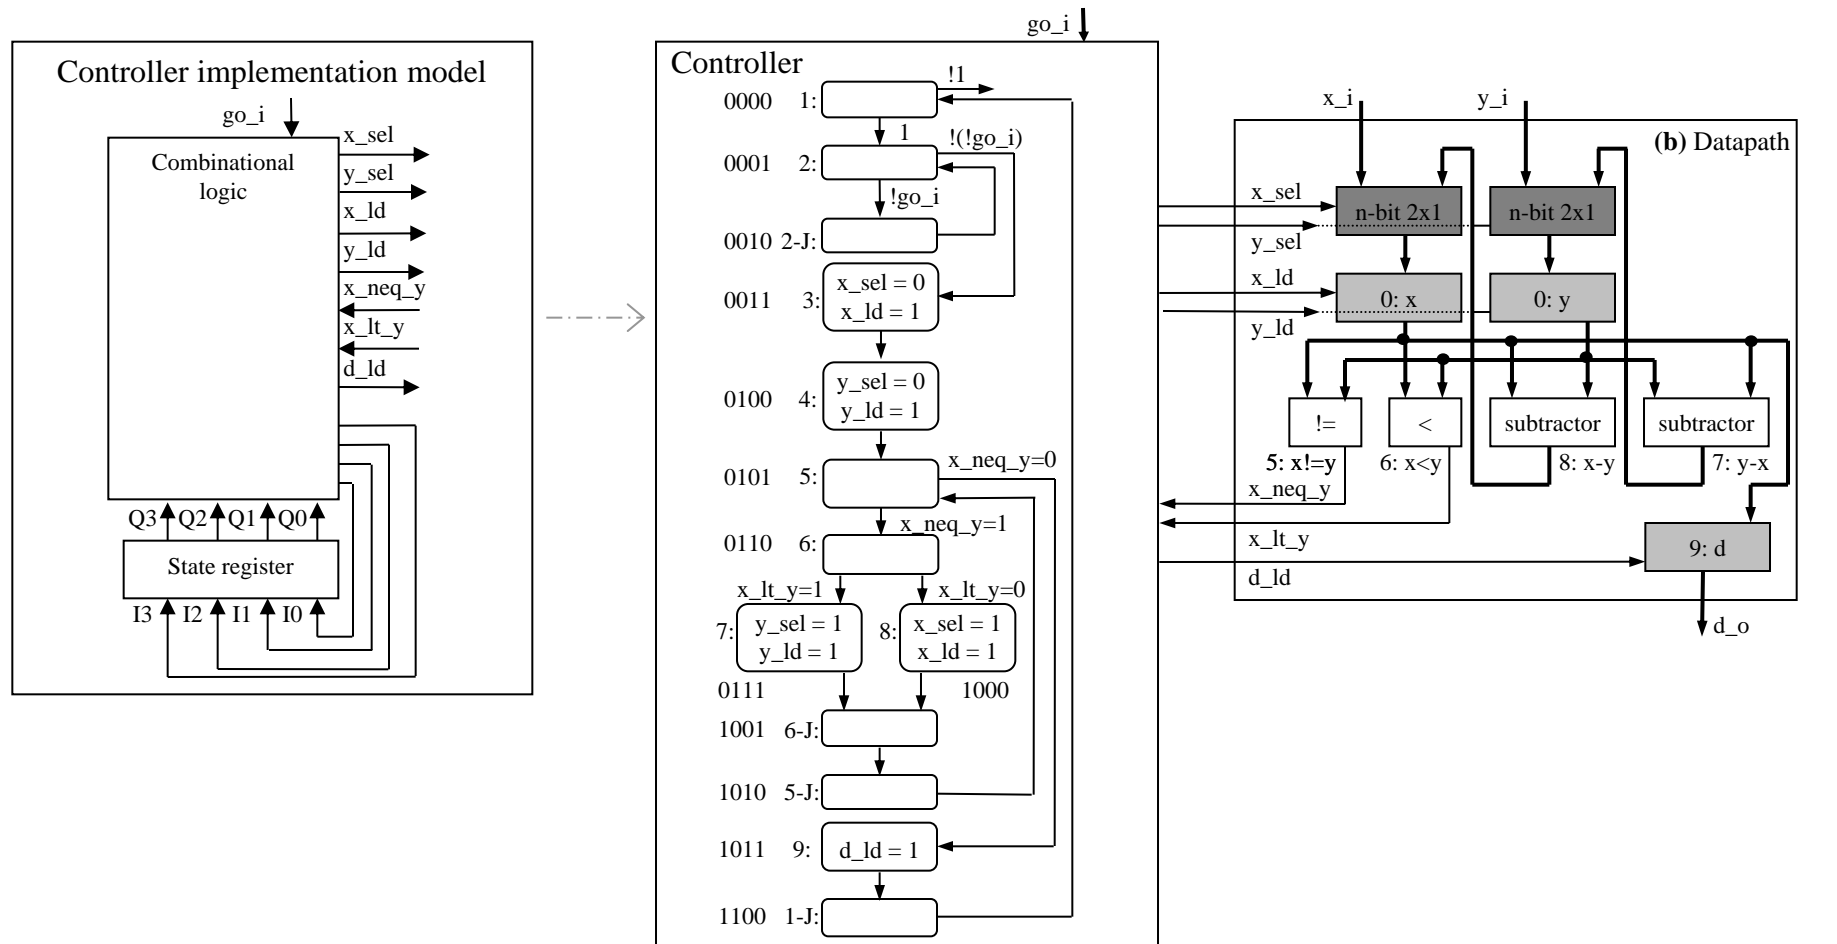 Controller implementation model
go_i
Combinational
logic
x_sel
y_sel
x_ld
y_ld
x_neq_y
x_lt_y
d_ld
Q3 Q2 Q1 Q0
State register
I3 I2 I1 I0
go_i
Controller
!1
0000 1:
1
!(!go_i)
0001 2:
!go_i
0010 2-J:
x_sel = 0
0011 3:
x_ld = 1
y_sel = 0
0100 4:
y_ld = 1
x_neq_y=0
0101 5:
x_neq_y=1
0110 6:
x_lt_y=1 x_lt_y=0
7: y_sel = 1
y_ld = 1
8: x_sel = 1
x_ld = 1
0111 1000
1001 6-J:
1010 5-J:
1011 9: d_ld = 1
1100 1-J:
x_i y_i
(b) Datapath
x_sel
n-bit 2x1 n-bit 2x1
y_sel
x_ld
0: x 0: y
y_ld
!= < subtractor subtractor
5: x!=y 6: x<y 8: x-y 7: y-x
x_neq_y
x_lt_y
9: d
d_ld
d_o